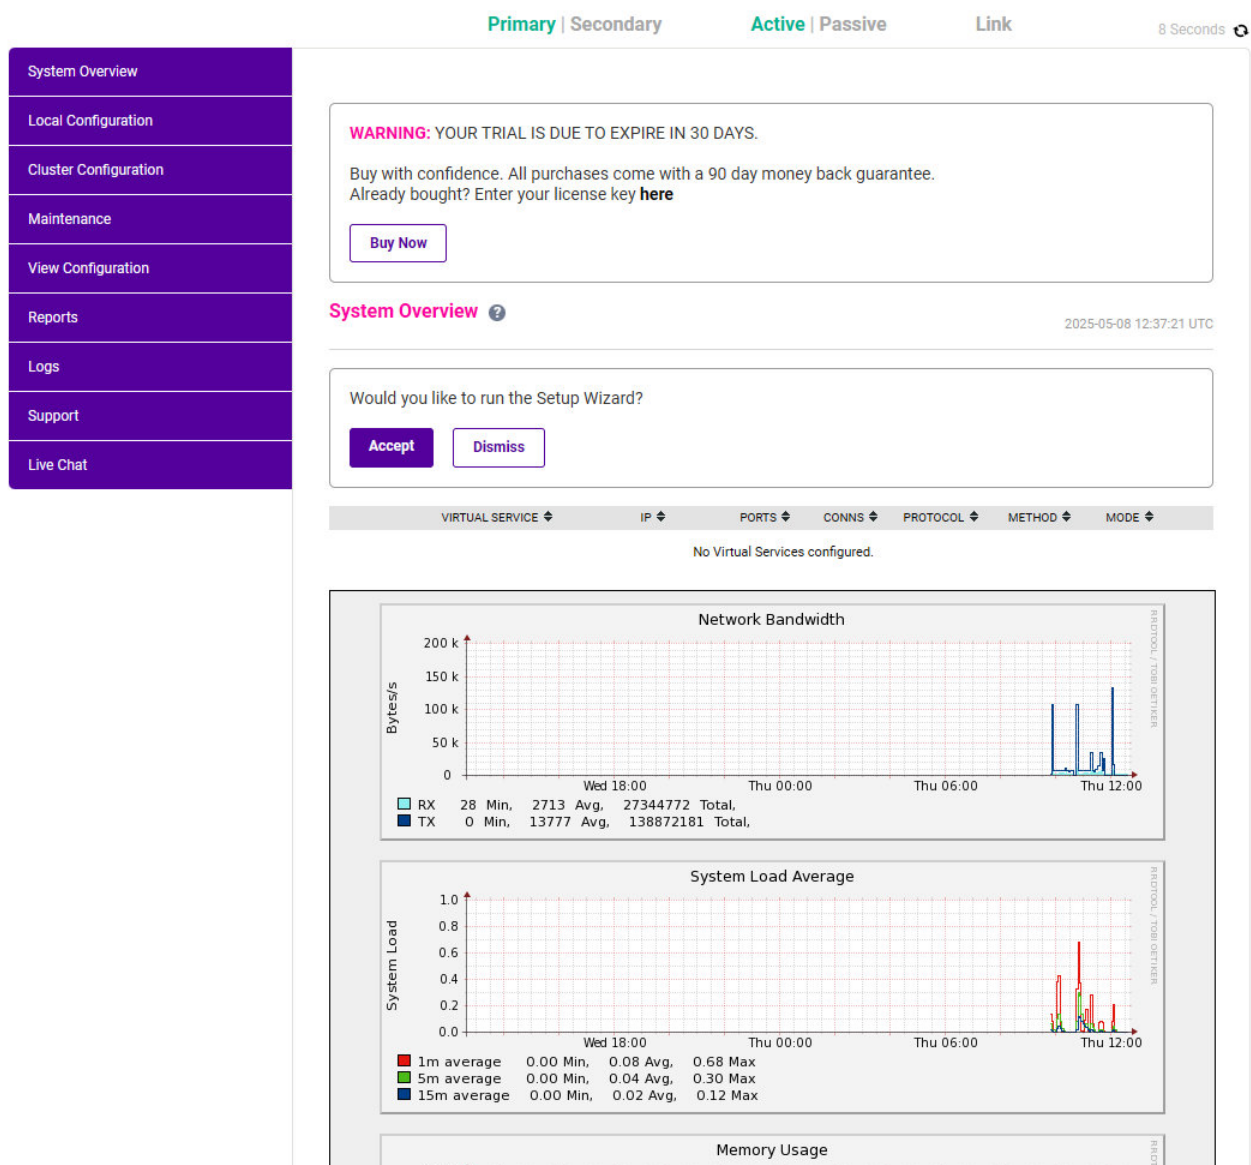 Primary | Secondary Active | Passive Link 8 Seconds
System Overview
Local Configuration
Cluster Configuration
Maintenance
View Configuration
Reports
Logs
Support
Live Chat
WARNING: YOUR TRIAL IS DUE TO EXPIRE IN 30 DAYS.
Buy with confidence. All purchases come with a 90 day money back guarantee.
Already bought? Enter your license key here
Buy Now
System Overview ?
2025-05-08 12:37:21 UTC
Would you like to run the Setup Wizard?
Accept Dismiss
VIRTUAL SERVICE IP PORTS CONNS PROTOCOL METHOD MODE
No Virtual Services configured.
Network Bandwidth
RRDTOOL / TOBI OETIKER
Bytes/s
200 k
150 k
100 k
50 k
0
Wed 18:00 Thu 00:00 Thu 06:00 Thu 12:00
RX 28 Min, 2713 Avg, 27344772 Total,
TX 0 Min, 13777 Avg, 138872181 Total,
System Load Average
RRDTOOL / TOBI OETIKER
System Load
1.0
0.8
0.6
0.4
0.2
0.0
Wed 18:00 Thu 00:00 Thu 06:00 Thu 12:00
1m average 0.00 Min, 0.08 Avg, 0.68 Max
5m average 0.00 Min, 0.04 Avg, 0.30 Max
15m average 0.00 Min, 0.02 Avg, 0.12 Max
Memory Usage